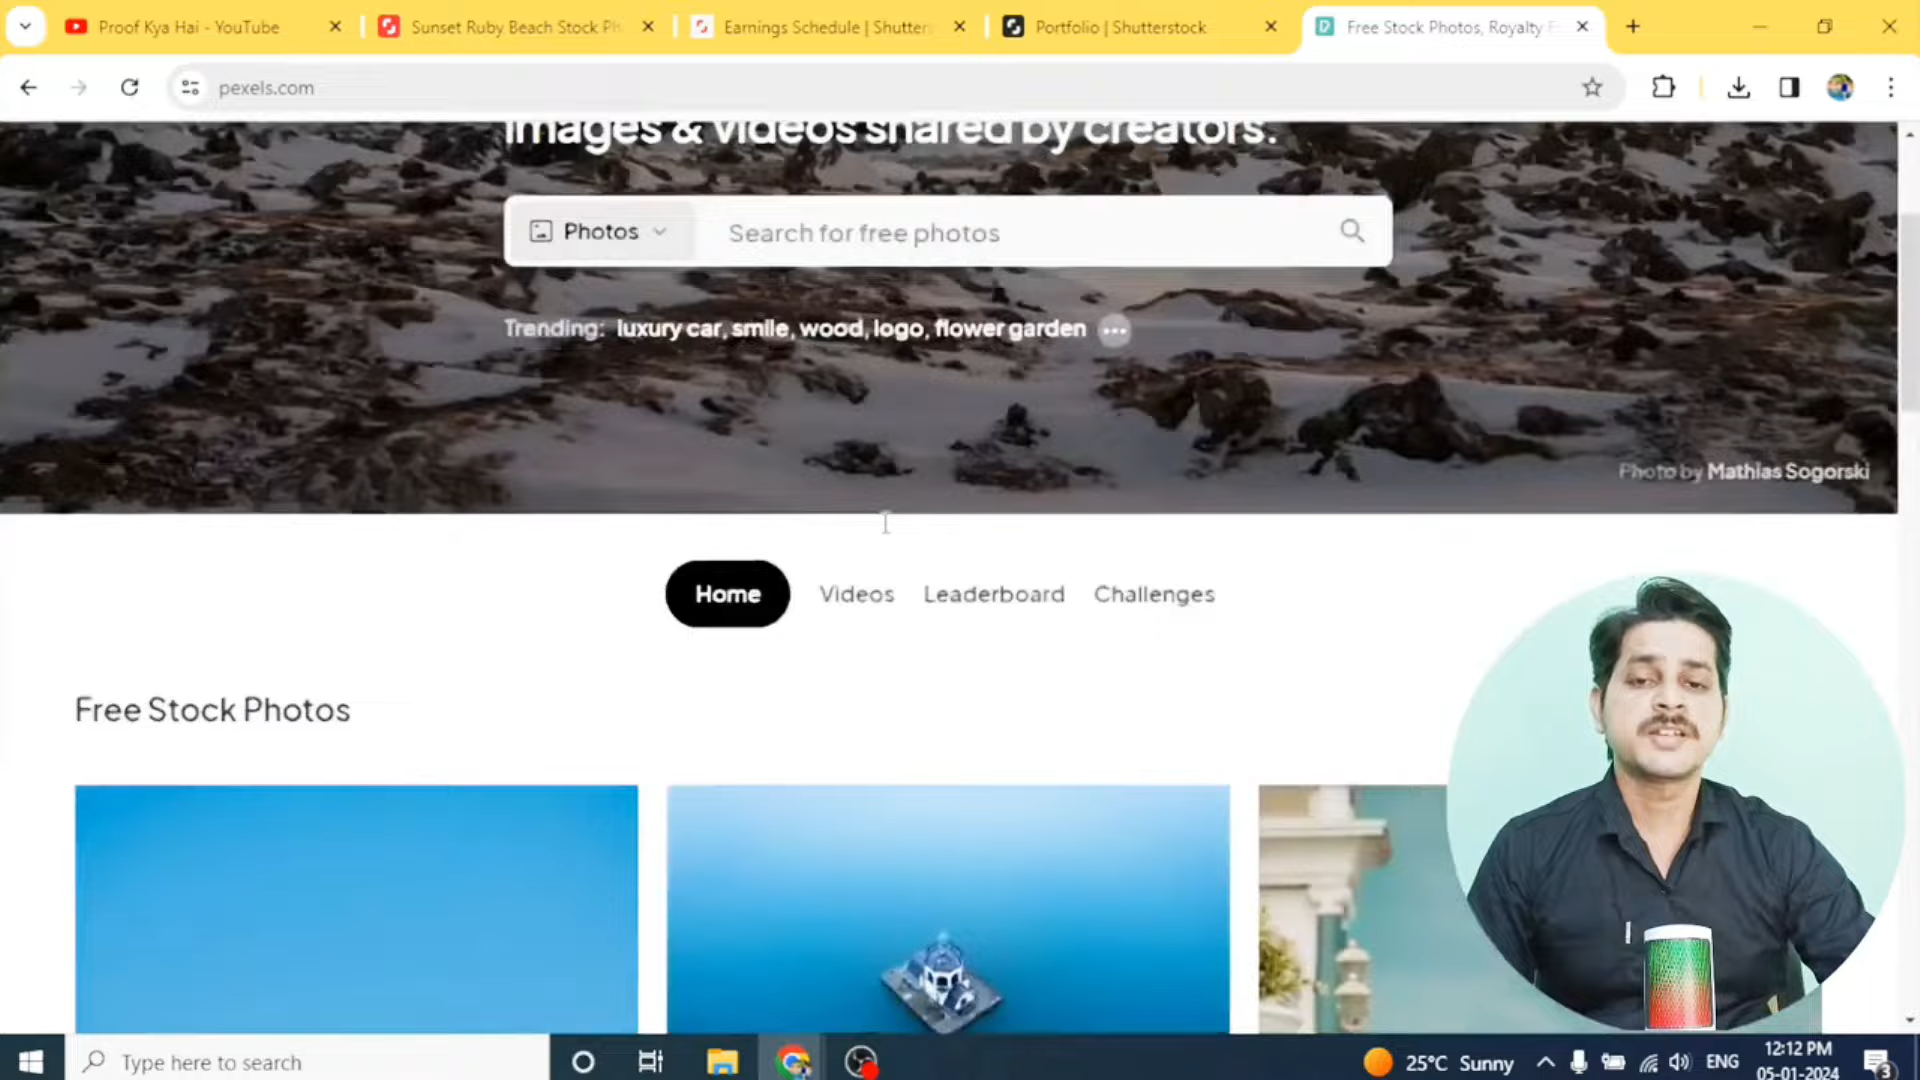 Proof Kya Hai - YouTube
Sunset Ruby Beach Stock Ph
Earnings Schedule | Shutters
Portfolio | Shutterstock
Free Stock Photos, Royalty F
pexels.com
images & videos shared by creators.
Photos
Search for free photos
Trending: luxury car, smile, wood, logo, flower garden
Photo by Mathias Sogorski
Home
Videos
Leaderboard
Challenges
Free Stock Photos
Type here to search
25°C Sunny
ENG
12:12 PM
05-01-2024
3